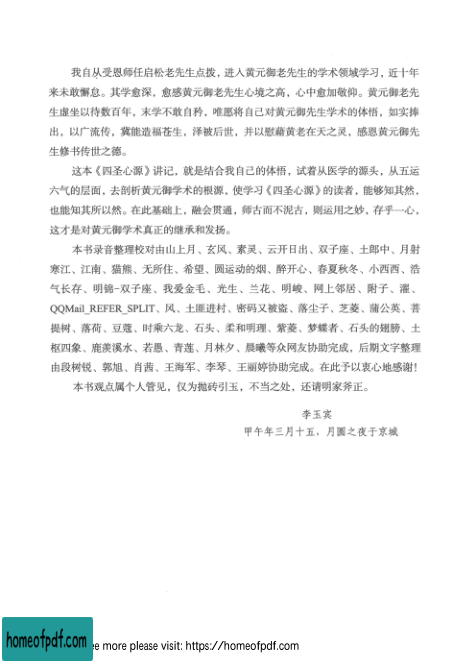 我自从受恩师任启松老先生点拨，进入黄元御老先生的学术领域学习，近十年
来未敢懈怠。其学愈深，愈感黄元御老先生心境之高，心中愈加敬仰。黄元御老先
生虚坐以待数百年，末学不敢自矜，唯愿将自己对黄元御先生学术的体悟，如实捧
出，以广流传，冀能造福苍生，泽被后世，并以慰藉黄老在天之灵，感恩黄元御先
生修书传世之德。
这本《四圣心源》讲记，就是结合我自己的体悟，试着从医学的源头，从五运
六气的层面，去剖析黄元御学术的根源，使学习《四圣心源》的读者，能够知其然，
也能知其所以然。在此基础上，融会贯通，师古而不泥古，则运用之妙，存乎一心，
这才是对黄元御学术真正的继承和发扬。
本书录音整理校对由山上月、玄风、素灵、云开日出、双子座、土郎中、月射
寒江、江南、猫熊、无所住、希望、圆运动的烟、醉开心、春夏秋冬、小西西、浩
气长存、明锦-双子座、我爱金毛、光生、兰花、明峻、网上邻居、附子、濯、
QQMail_REFER_SPLIT、风、土匪进村、密码又被盗、落尘子、芝菱、蒲公英、菩
提树、落荷、豆蔻、时乘六龙、石头、柔和明理、紫菱、梦蝶者、石头的翅膀、土
枢四象、鹿羡溪水、若愚、青莲、月林夕、晨曦等众网友协助完成，后期文字整理
由段树锐、郭旭、肖茜、王海军、李琴、王丽婷协助完成。在此予以衷心地感谢！
本书观点属个人管见，仅为抛砖引玉，不当之处，还请明家斧正。
李玉宾
甲午年三月十五，月圆之夜于京城
homeofpdf.com
ee more please visit: https://homeofpdf.com